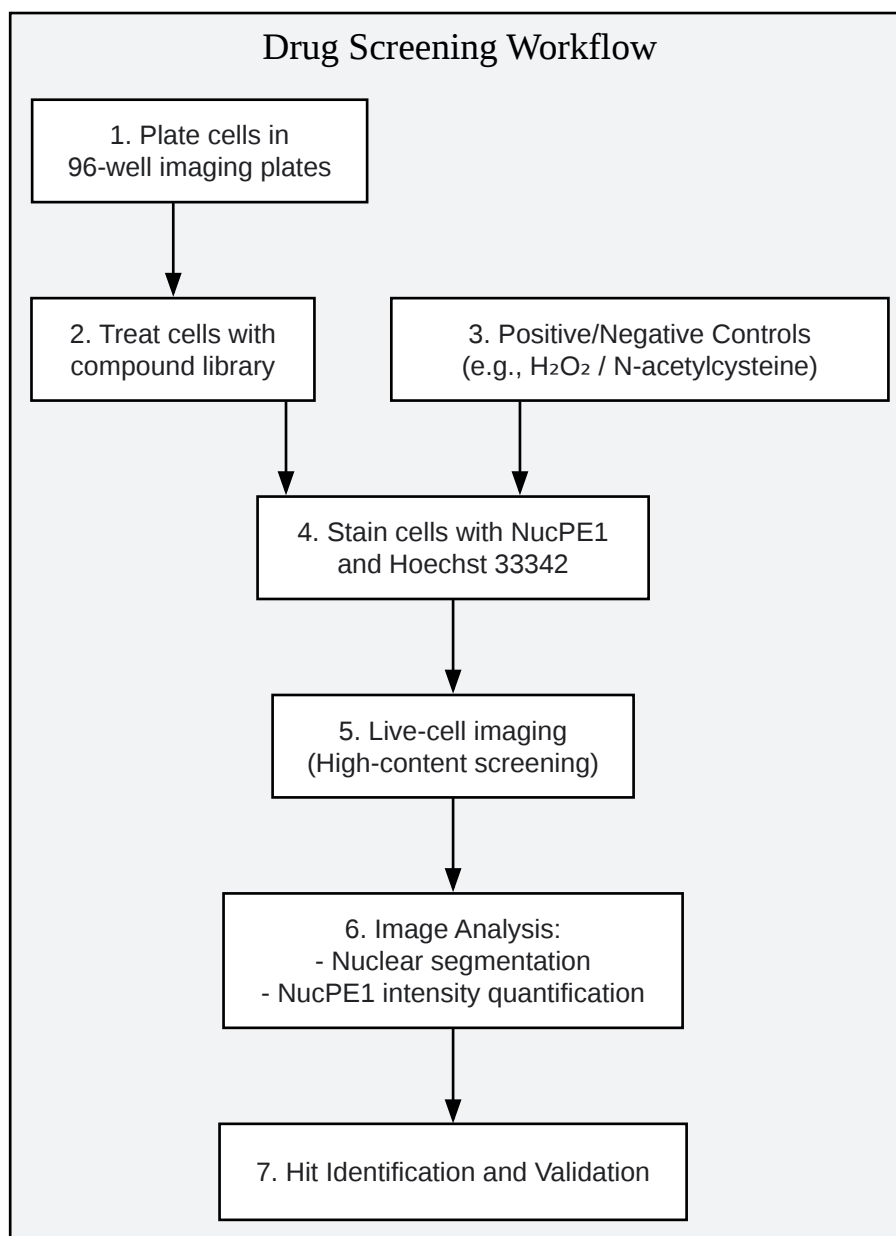 Drug Screening Workflow
1. Plate cells in
96-well imaging plates
2. Treat cells with
compound library
3. Positive/Negative Controls
(e.g., H₂O₂ / N-acetylcysteine)
4. Stain cells with NucPE1
and Hoechst 33342
5. Live-cell imaging
(High-content screening)
6. Image Analysis:
- Nuclear segmentation
- NucPE1 intensity quantification
7. Hit Identification and Validation